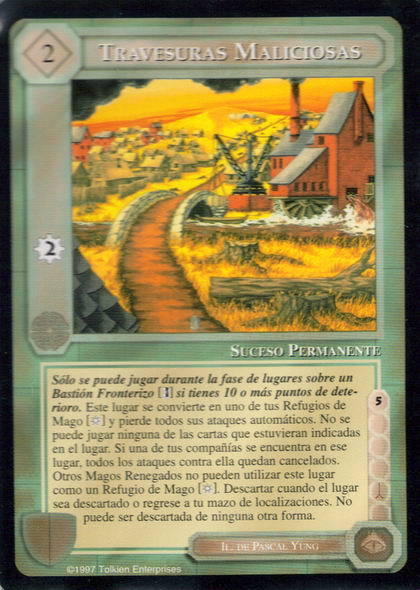 2
Travesuras Maliciosas
2
Suceso Permanente
Sólo se puede jugar durante la fase de lugares sobre un
Bastión Fronterizo [ ] si tienes 10 o más puntos de dete-
rioro. Este lugar se convierte en uno de tus Refugios de
Mago [ ] y pierde todos sus ataques automáticos. No se
puede jugar ninguna de las cartas que estuvieran indicadas
en el lugar. Si una de tus compañías se encuentra en ese
lugar, todos los ataques contra ella quedan cancelados.
Otros Magos Renegados no pueden utilizar este lugar
como un Refugio de Mago [ ]. Descartar cuando el lugar
sea descartado o regrese a tu mazo de localizaciones. No
puede ser descartada de ninguna otra forma.
5
Il. de Pascal Yung
©1997 Tolkien Enterprises